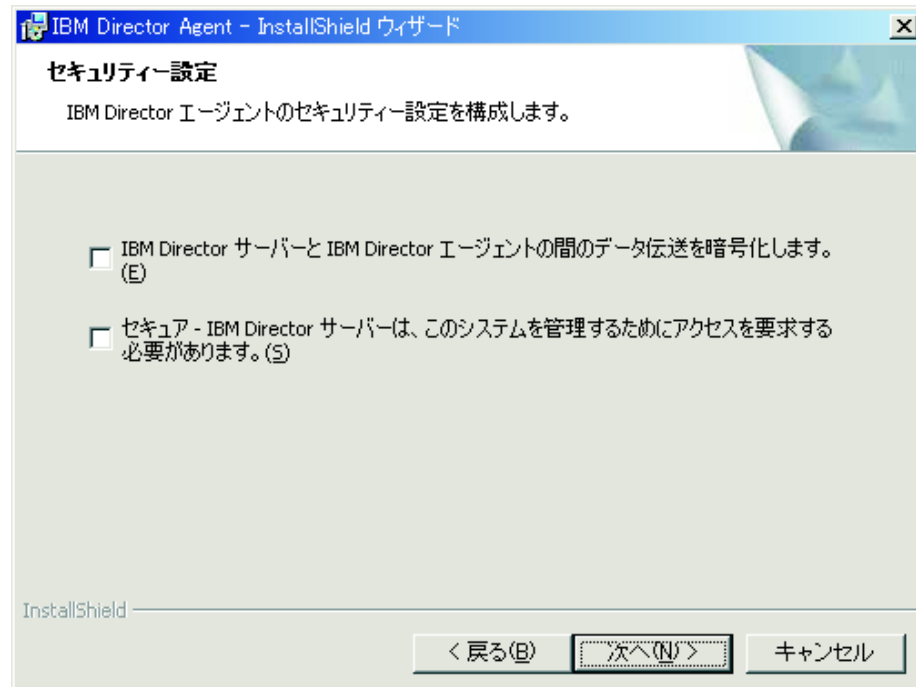 IBM Director Agent - InstallShield ウィザード
セキュリティー設定
IBM Director エージェントのセキュリティー設定を構成します。
IBM Director サーバーと IBM Director エージェントの間のデータ伝送を暗号化します。
(E)
セキュア - IBM Director サーバーは、このシステムを管理するためにアクセスを要求する
必要があります。(S)
InstallShield
< 戻る(B)
次へ(N) >
キャンセル